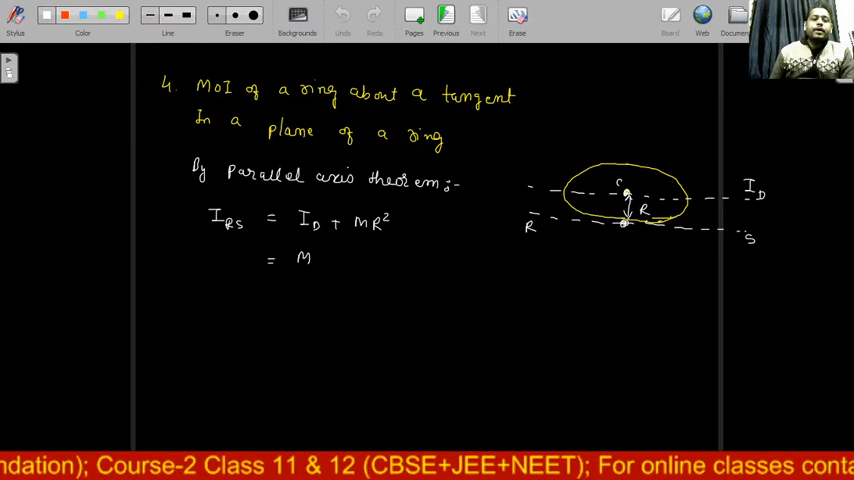 Stylus Color Line Eraser Backgrounds Undo Redo Pages Previous Next Erase Board Web Docum
4. MoI of a ring about a tangent
In a plane of a ring
By Parallel axis theorem:-
I_RS = I_D + MR²
= M
C
I_D
R
R
S
ndation); Course-2 Class 11 & 12 (CBSE+JEE+NEET); For online classes conta